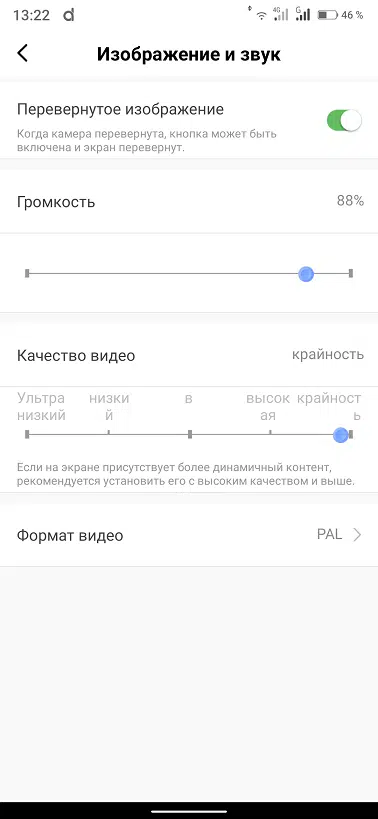 13:22 d 4G G 46 %
Изображение и звук
Перевернутое изображение
Когда камера перевернута, кнопка может быть
включена и экран перевернут.
Громкость 88%
Качество видео крайность
Ультра низки в высок крайност
низкий й ая ь
Если на экране присутствует более динамичный контент,
рекомендуется установить его с высоким качеством и выше.
Формат видео PAL